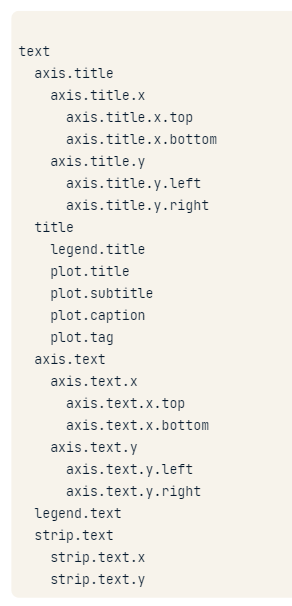 text
  axis.title
    axis.title.x
      axis.title.x.top
      axis.title.x.bottom
    axis.title.y
      axis.title.y.left
      axis.title.y.right
  title
    legend.title
    plot.title
    plot.subtitle
    plot.caption
    plot.tag
  axis.text
    axis.text.x
      axis.text.x.top
      axis.text.x.bottom
    axis.text.y
      axis.text.y.left
      axis.text.y.right
  legend.text
  strip.text
    strip.text.x
    strip.text.y